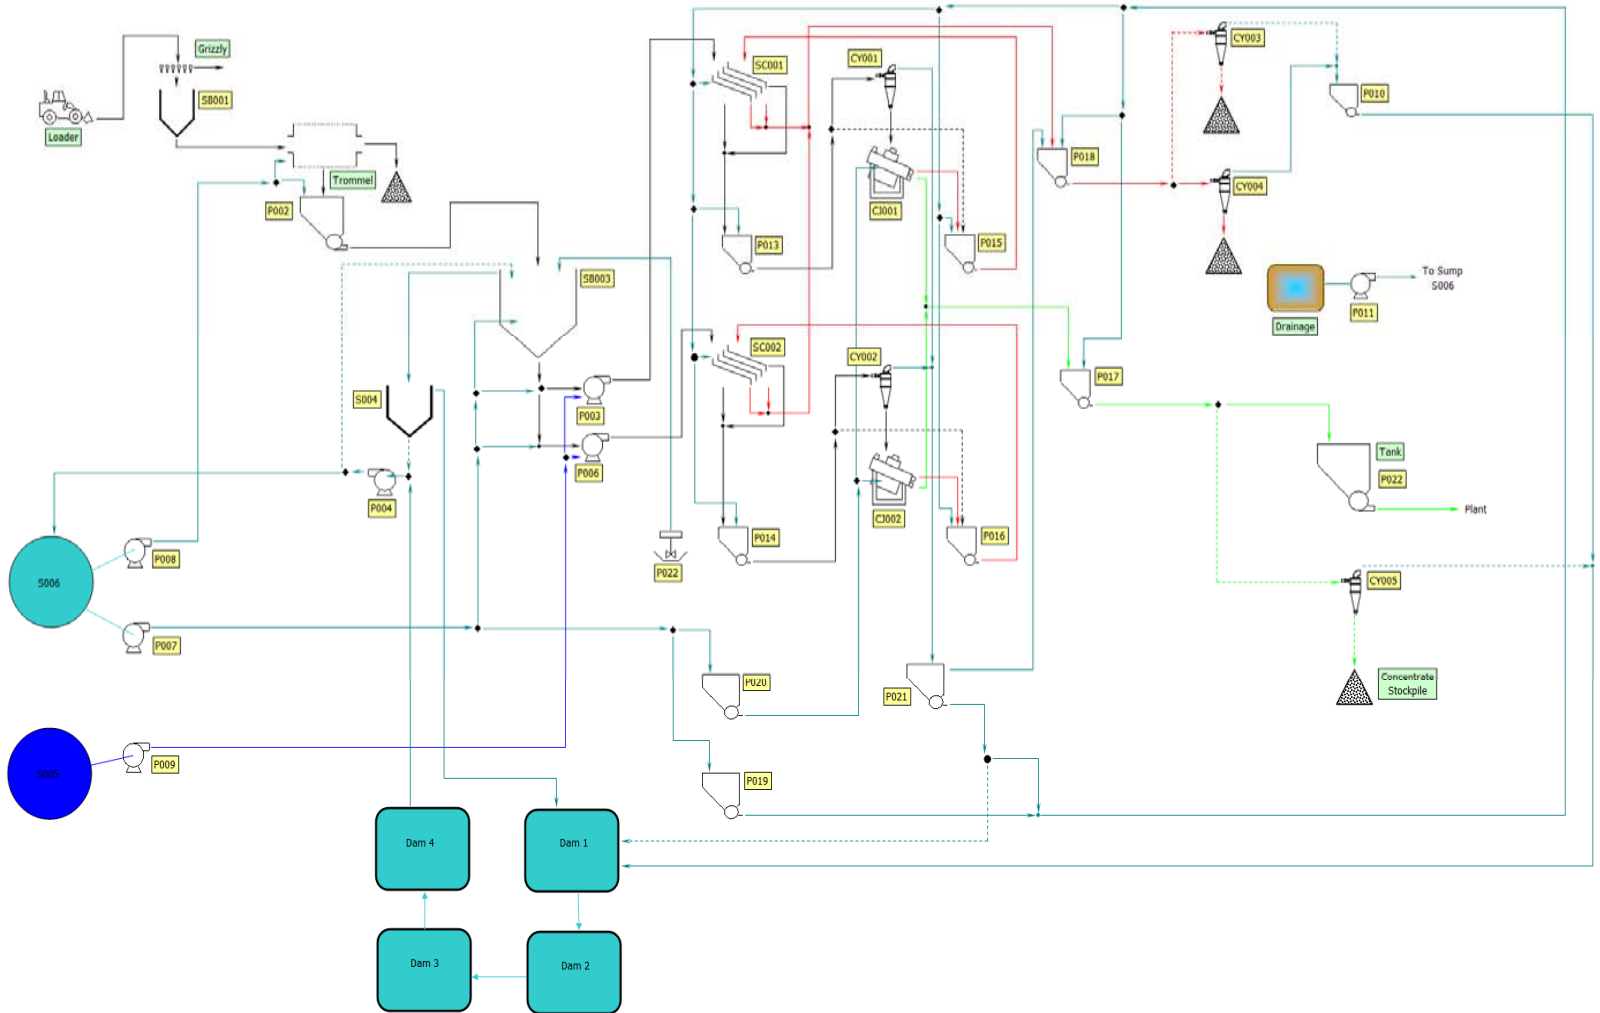 Grizzly
SB001
Loader
Trommel
P002
SC001
CY001
CY003
P010
P018
CY004
CJ001
P013
P015
SB003
To Sump
S006
P011
Drainage
SC002
CY002
P017
S004
P003
P006
Tank
P022
Plant
P004
CJ002
P014
P016
P008
P022
S006
CY005
P007
P020
P021
Concentrate
Stockpile
P009
S005
P019
Dam 4
Dam 1
Dam 3
Dam 2